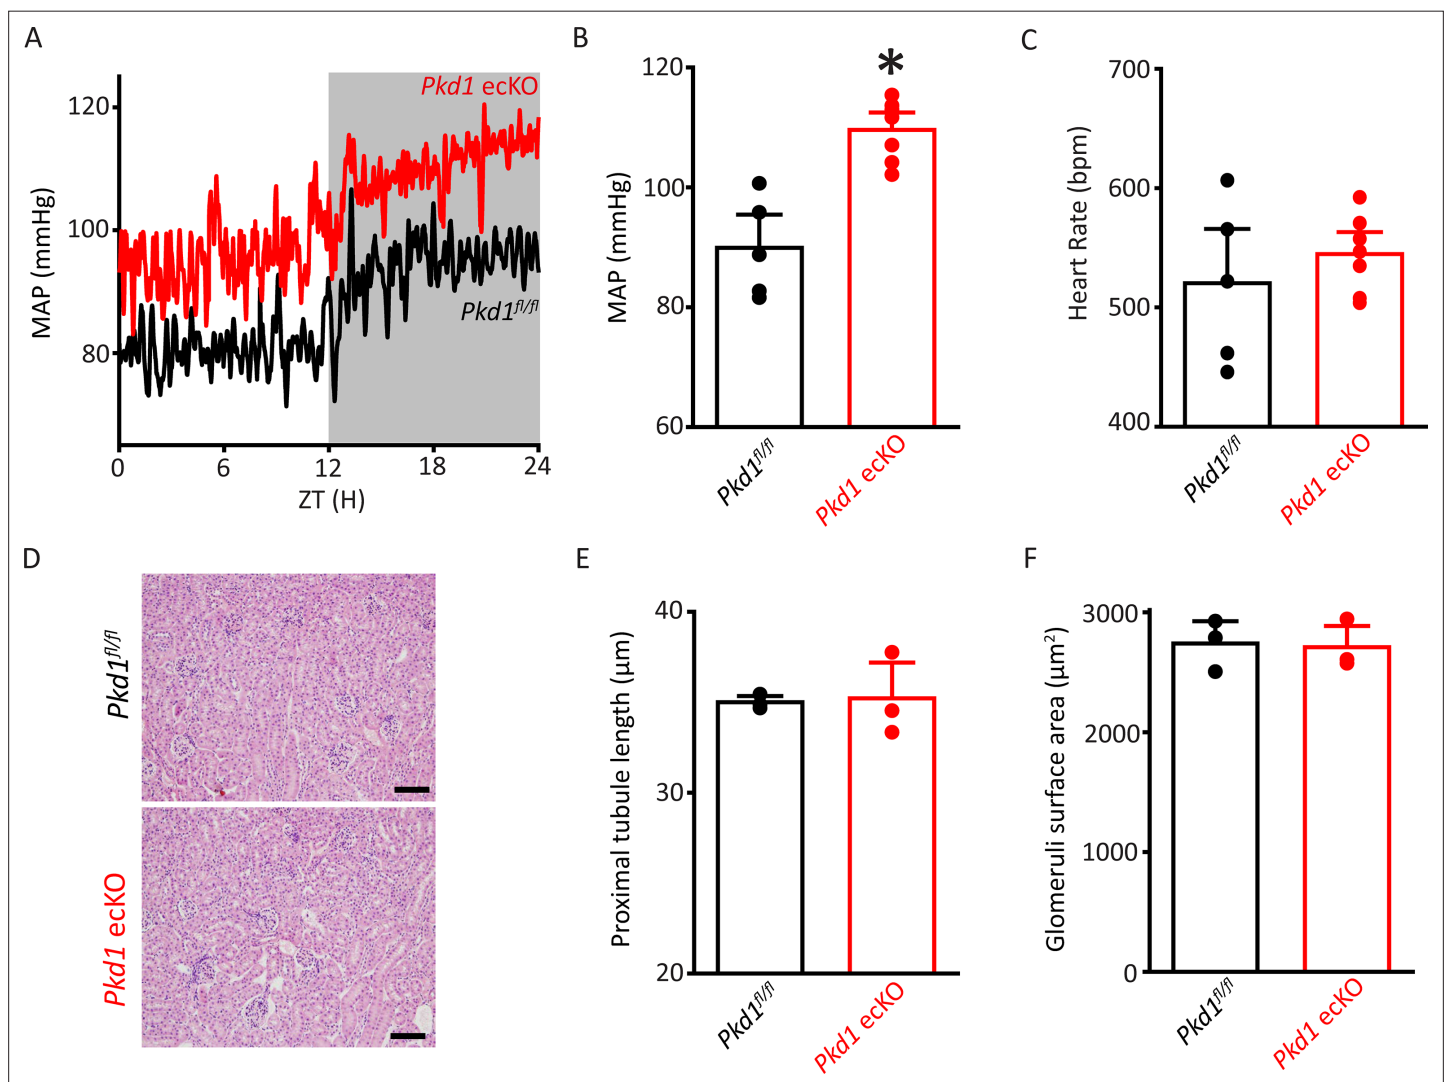 A
MAP (mmHg)
120
100
80
Pkd1 ecKO
Pkd1fl/fl
0 6 12 18 24
ZT (H)
B
MAP (mmHg)
120
100
80
60
*
Pkd1fl/fl
Pkd1 ecKO
C
Heart Rate (bpm)
700
600
500
400
Pkd1fl/fl
Pkd1 ecKO
D
Pkd1fl/fl
Pkd1 ecKO
E
Proximal tubule length (µm)
40
30
20
Pkd1fl/fl
Pkd1 ecKO
F
Glomeruli surface area (µm²)
3000
2000
1000
0
Pkd1fl/fl
Pkd1 ecKO